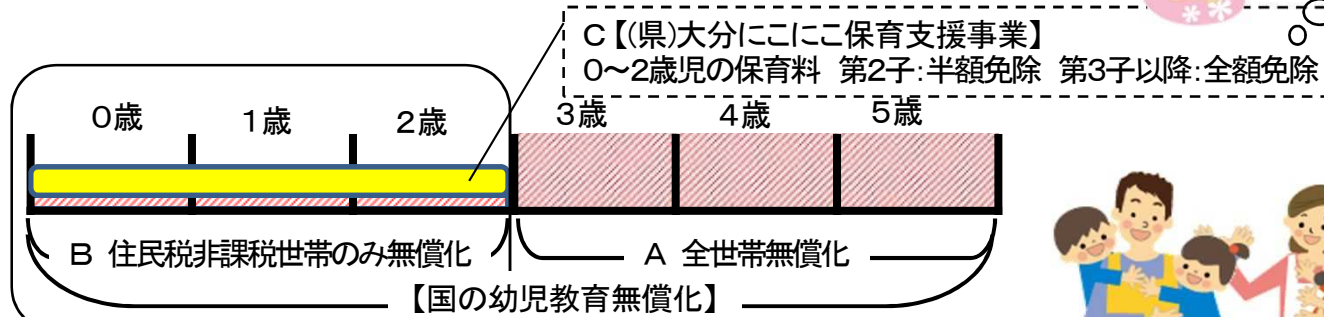 C【(県)大分にこにこ保育支援事業】
0～2歳児の保育料 第2子:半額免除 第3子以降:全額免除
0歳 1歳 2歳 3歳 4歳 5歳
B 住民税非課税世帯のみ無償化 A 全世帯無償化
【国の幼児教育無償化】